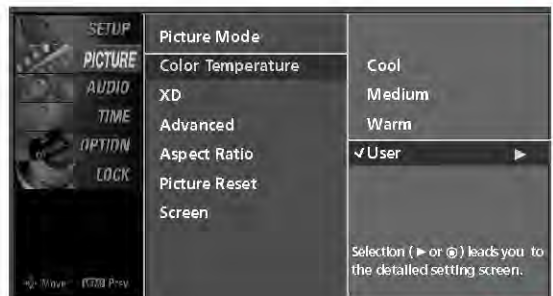 SETUP
PICTURE
AUDIO
TIME
OPTION
LOCK
Move
Prev
Picture Mode
Color Temperature
XD
Advanced
Aspect Ratio
Picture Reset
Screen
Cool
Medium
Warm
✓User ►
Selection ( ► or ◉ ) leads you to
the detailed setting screen.